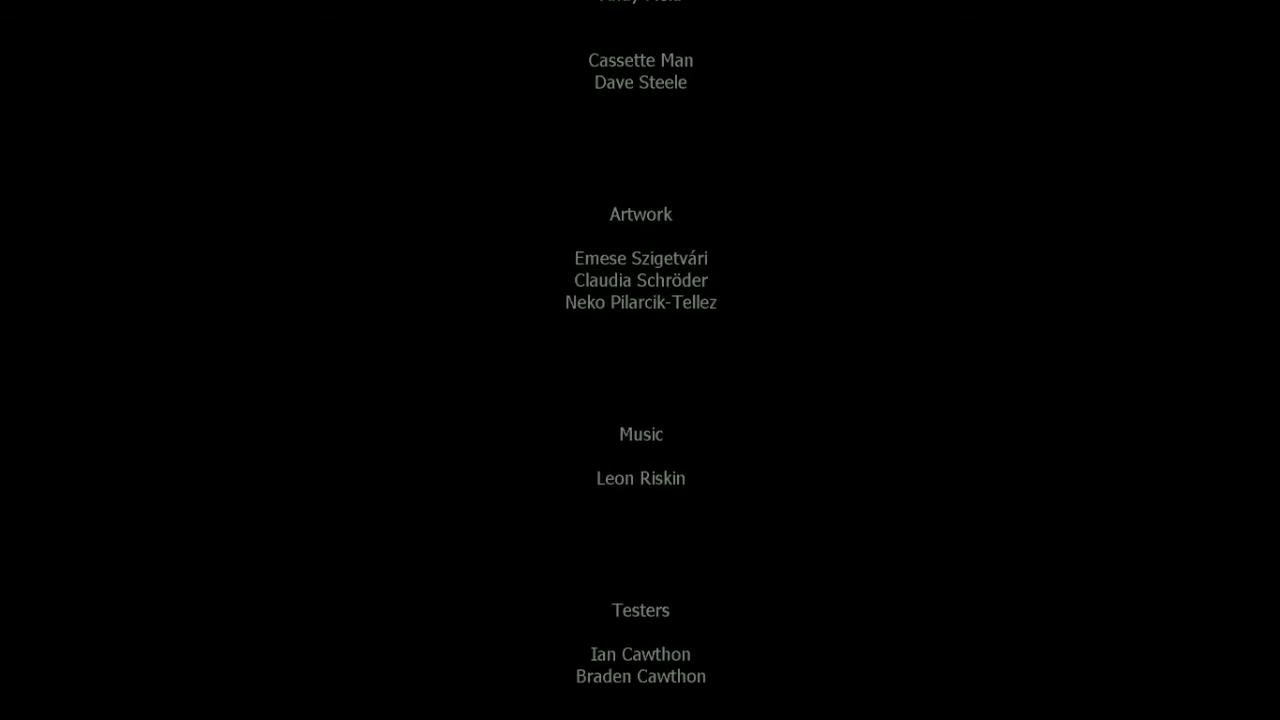 Cassette Man
Dave Steele
Artwork
Emese Szigetvári
Claudia Schröder
Neko Pilarcik-Tellez
Music
Leon Riskin
Testers
Ian Cawthon
Braden Cawthon